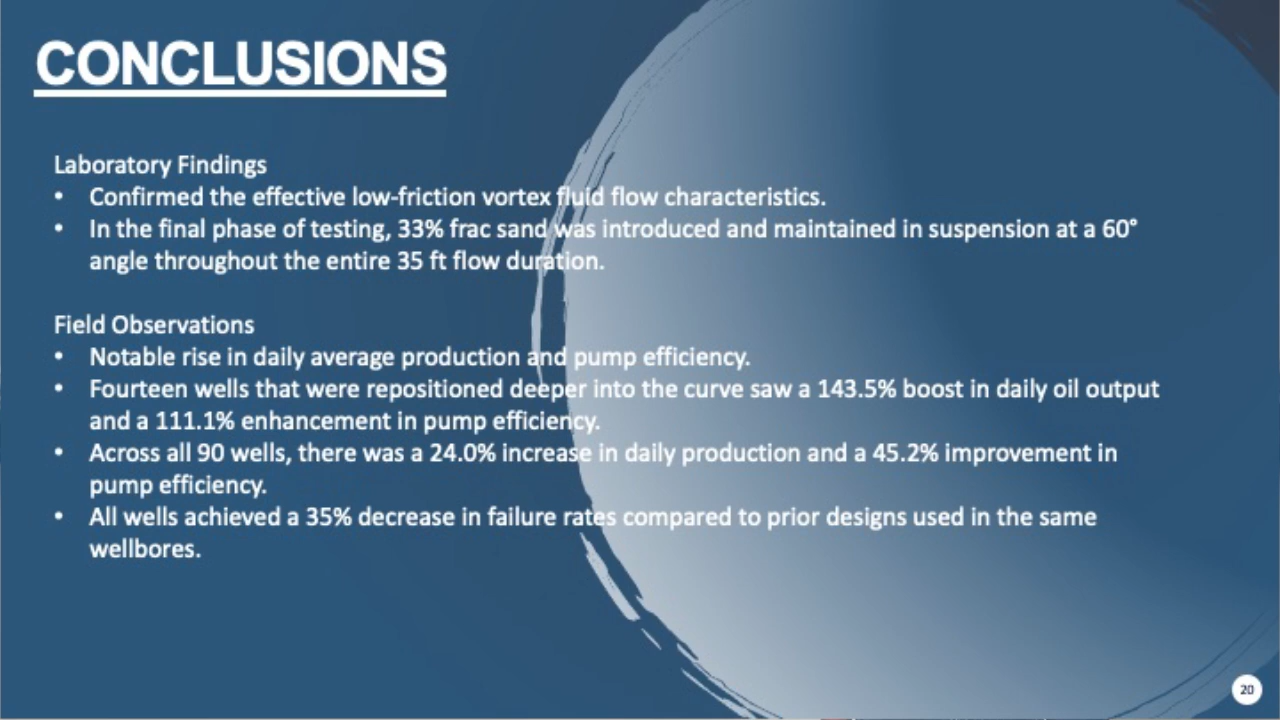 CONCLUSIONS
Laboratory Findings
• Confirmed the effective low-friction vortex fluid flow characteristics.
• In the final phase of testing, 33% frac sand was introduced and maintained in suspension at a 60°
angle throughout the entire 35 ft flow duration.
Field Observations
• Notable rise in daily average production and pump efficiency.
• Fourteen wells that were repositioned deeper into the curve saw a 143.5% boost in daily oil output
and a 111.1% enhancement in pump efficiency.
• Across all 90 wells, there was a 24.0% increase in daily production and a 45.2% improvement in
pump efficiency.
• All wells achieved a 35% decrease in failure rates compared to prior designs used in the same
wellbores.
20